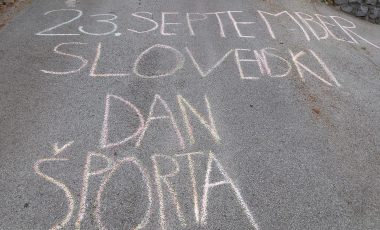 23. SEPTEMBER
SLOVENSKI
DAN
ŠPORTA